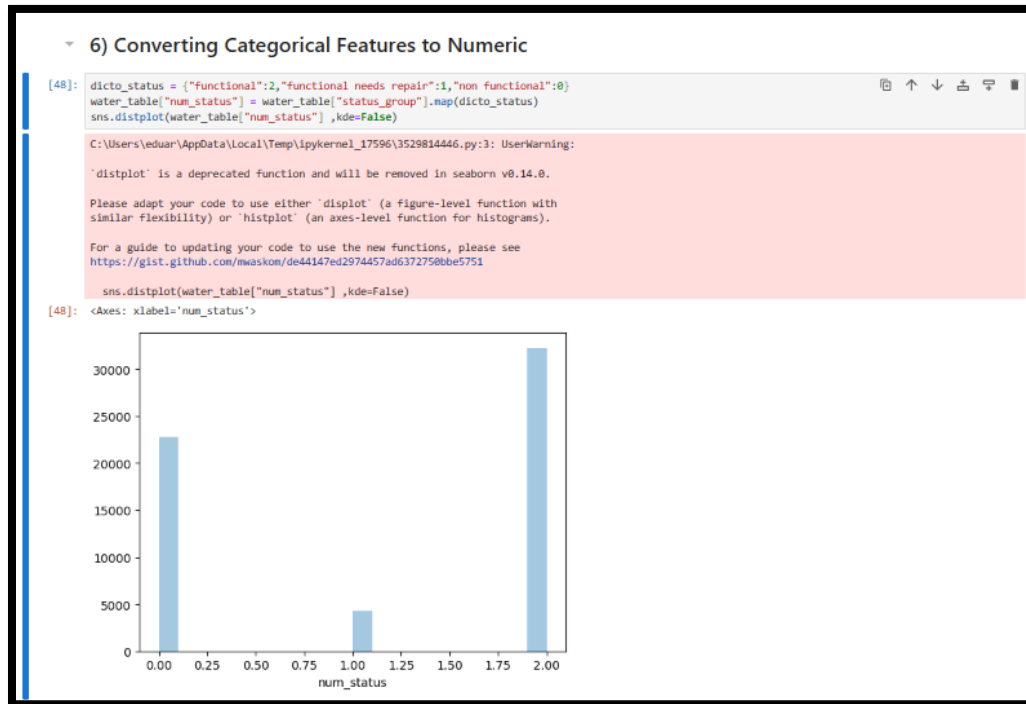 6) Converting Categorical Features to Numeric
[48]: dicto_status = {"functional":2,"functional needs repair":1,"non functional":0}
water_table["num_status"] = water_table["status_group"].map(dicto_status)
sns.distplot(water_table["num_status"] ,kde=False)
C:\Users\eduar\AppData\Local\Temp\ipykernel_17596\3529814446.py:3: UserWarning:
`distplot` is a deprecated function and will be removed in seaborn v0.14.0.
Please adapt your code to use either `displot` (a figure-level function with
similar flexibility) or `histplot` (an axes-level function for histograms).
For a guide to updating your code to use the new functions, please see
https://gist.github.com/mwaskom/de44147ed2974457ad6372750bbe5751
sns.distplot(water_table["num_status"] ,kde=False)
[48]: <Axes: xlabel='num_status'>
30000
25000
20000
15000
10000
5000
0
0.00 0.25 0.50 0.75 1.00 1.25 1.50 1.75 2.00
num_status